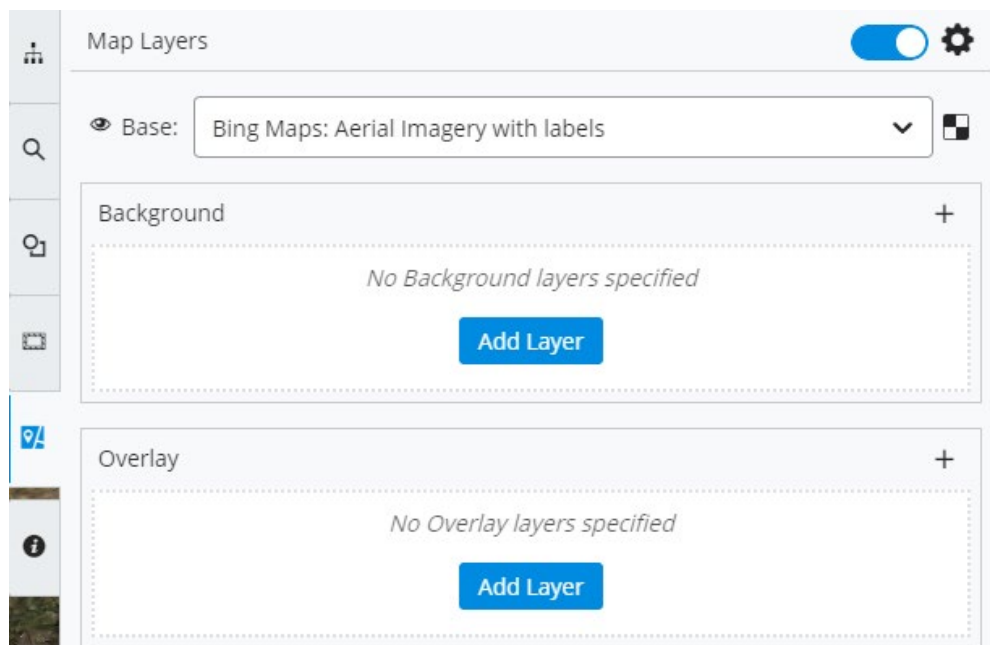 Map Layers
Base: Bing Maps: Aerial Imagery with labels
Background
No Background layers specified
Add Layer
Overlay
No Overlay layers specified
Add Layer